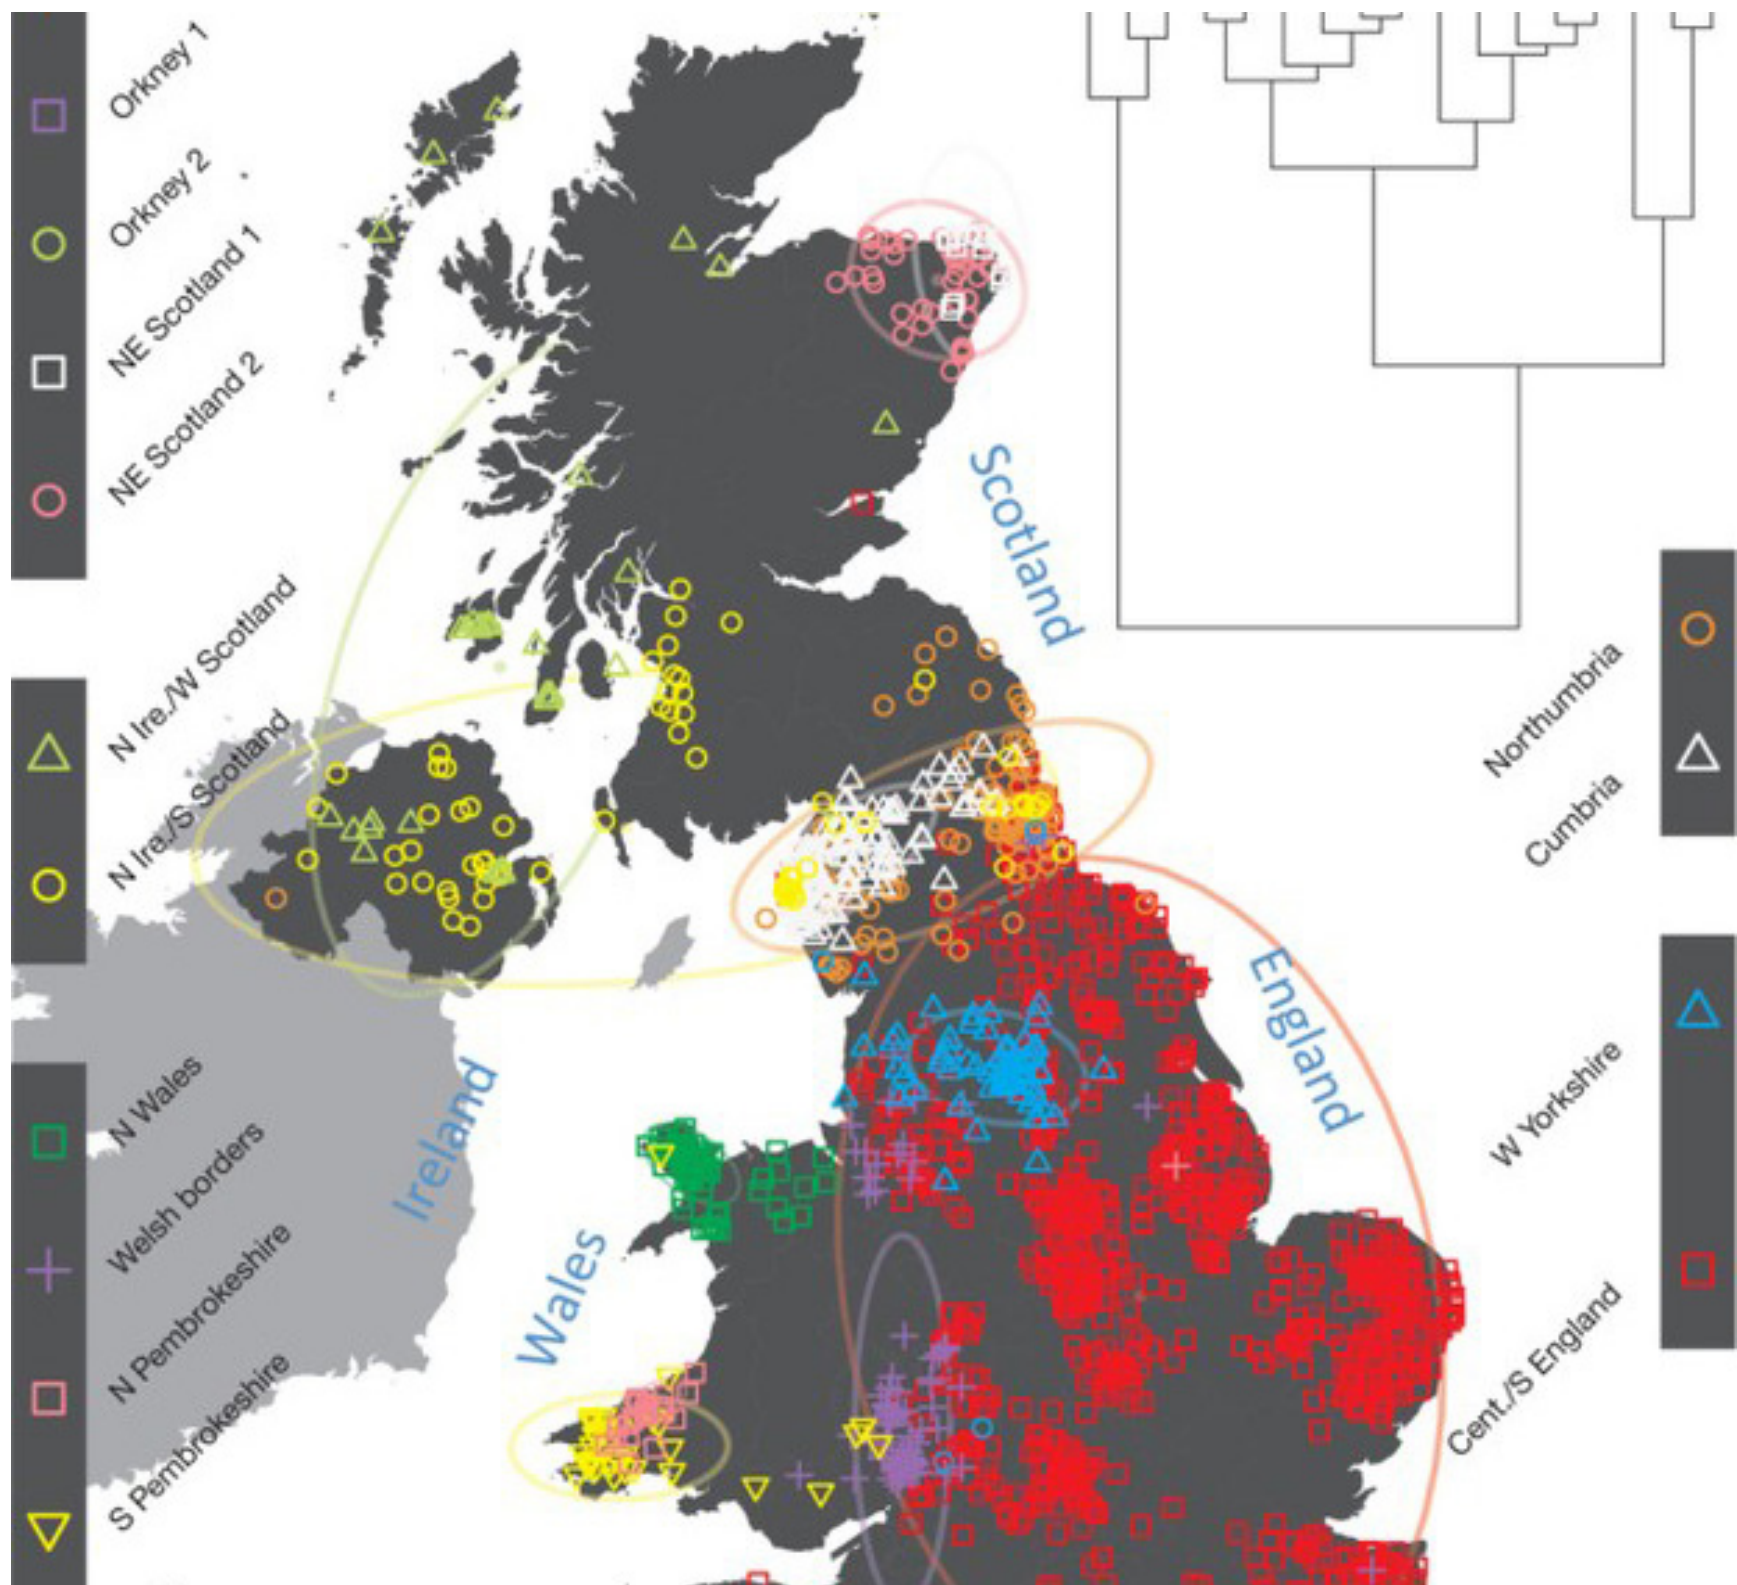 Orkney 1
Orkney 2
NE Scotland 1
NE Scotland 2
N Ire./W Scotland
N Ire./S Scotland
N Wales
Welsh borders
N Pembrokeshire
S Pembrokeshire
Scotland
England
Ireland
Wales
Northumbria
Cumbria
W Yorkshire
Cent./S England